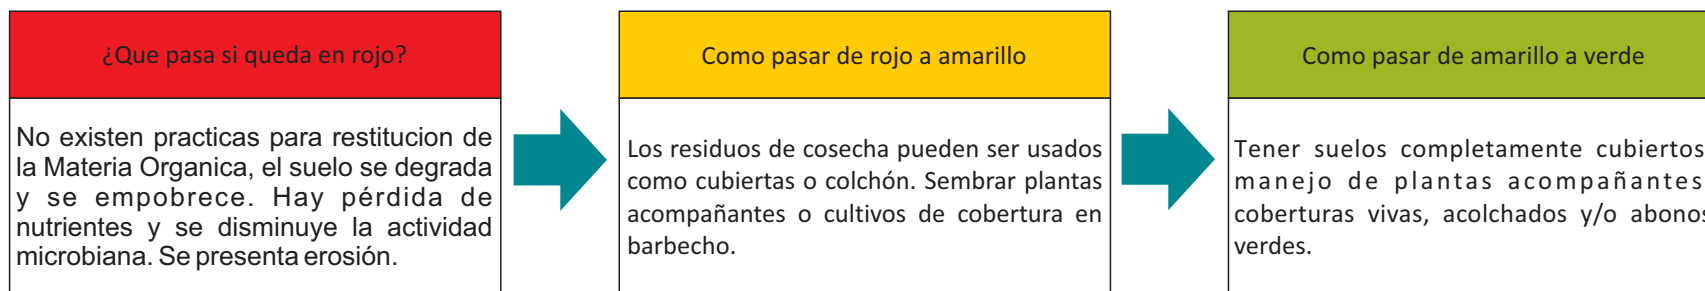 ¿Que pasa si queda en rojo?
No existen practicas para restitucion de
la Materia Organica, el suelo se degrada
y se empobrece. Hay pérdida de
nutrientes y se disminuye la actividad
microbiana. Se presenta erosión.
Como pasar de rojo a amarillo
Los residuos de cosecha pueden ser usados
como cubiertas o colchón. Sembrar plantas
acompañantes o cultivos de cobertura en
barbecho.
Como pasar de amarillo a verde
Tener suelos completamente cubiertos
manejo de plantas acompañantes
coberturas vivas, acolchados y/o abonos
verdes.